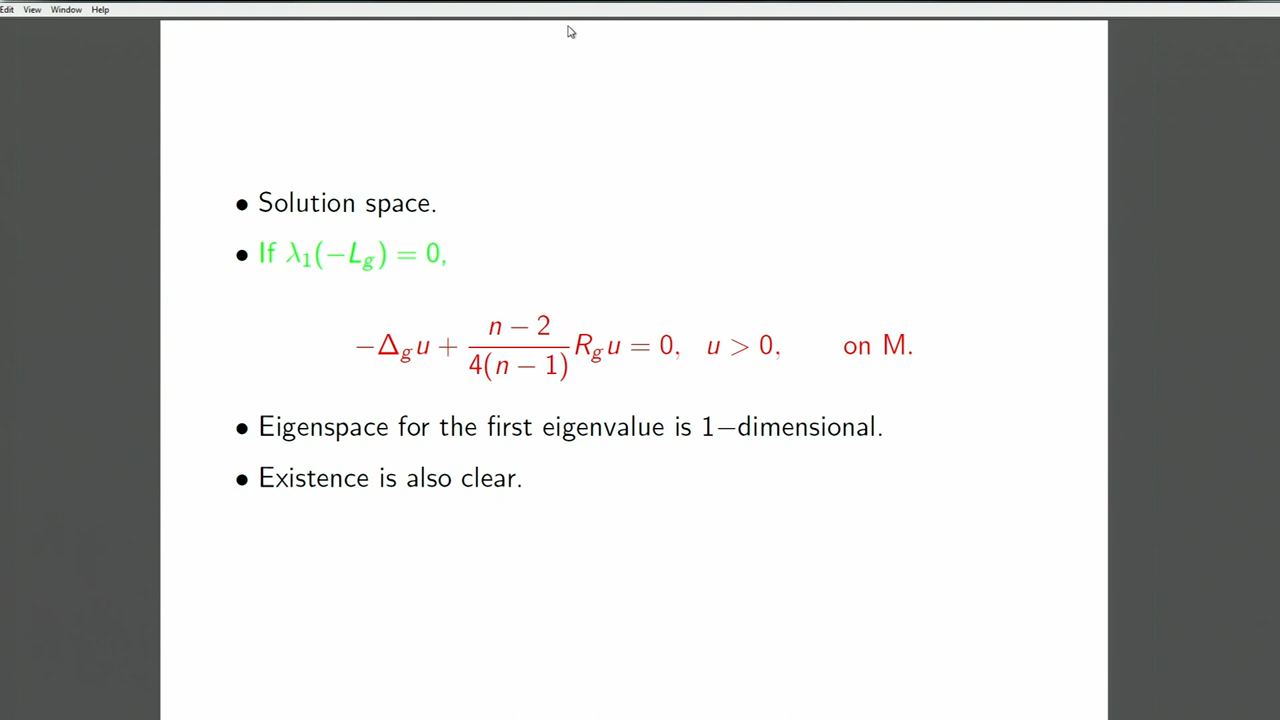 Edit View Window Help
• Solution space.
• If λ₁(−L_g) = 0,
−Δ_g u + \frac{n − 2}{4(n − 1)} R_g u = 0, u > 0, on M.
• Eigenspace for the first eigenvalue is 1−dimensional.
• Existence is also clear.